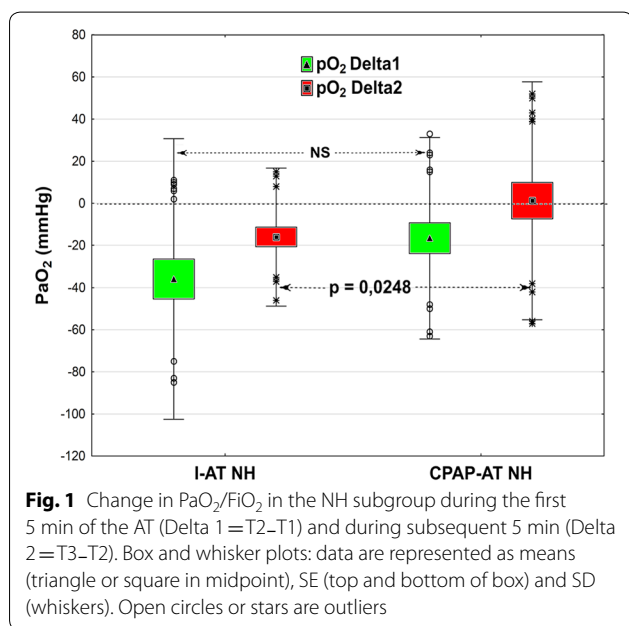 80
60
40
20
0
-20
-40
-60
-80
-100
-120
PaO₂ (mmHg)
pO₂ Delta1
pO₂ Delta2
NS
p = 0,0248
I-AT NH
CPAP-AT NH
Fig. 1 Change in PaO₂/FiO₂ in the NH subgroup during the first
5 min of the AT (Delta 1 = T2–T1) and during subsequent 5 min (Delta
2 = T3–T2). Box and whisker plots: data are represented as means
(triangle or square in midpoint), SE (top and bottom of box) and SD
(whiskers). Open circles or stars are outliers